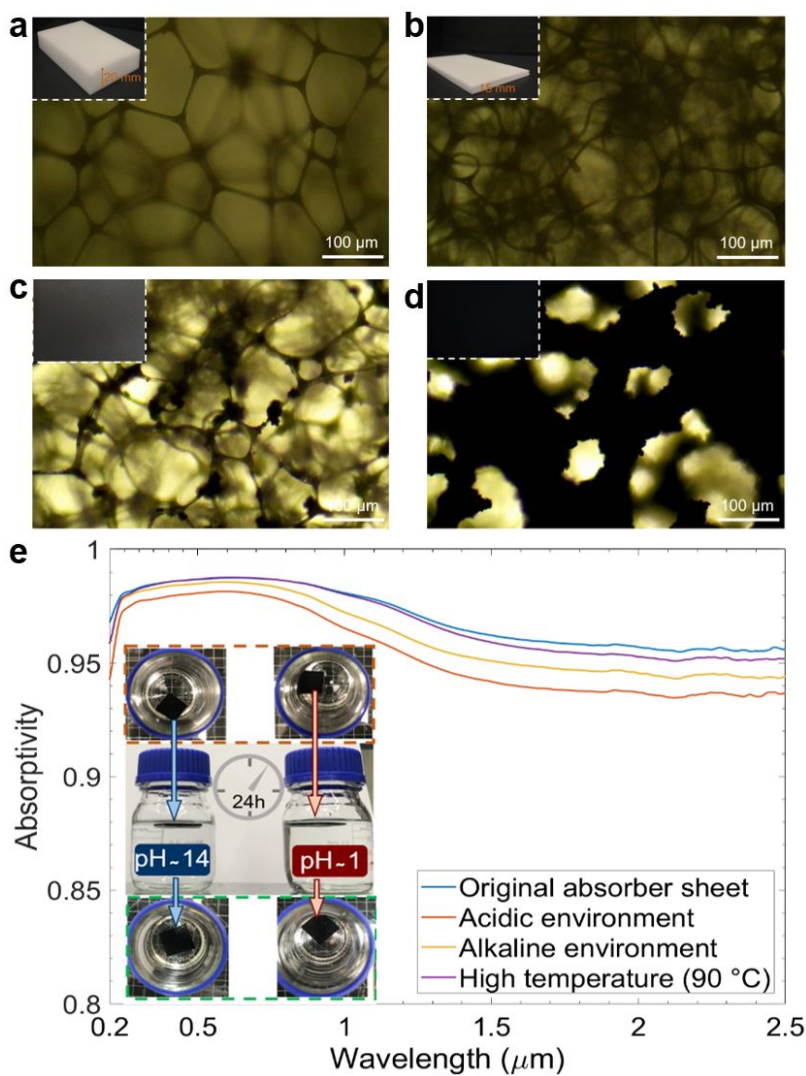 a
b
20 mm
15 mm
100 μm
100 μm
c
d
100 μm
100 μm
e
1
0.95
0.9
0.85
0.8
Absorptivity
24h
pH~14
pH~1
Original absorber sheet
Acidic environment
Alkaline environment
High temperature (90 °C)
0.2
0.5
1
1.5
2
2.5
Wavelength (μm)